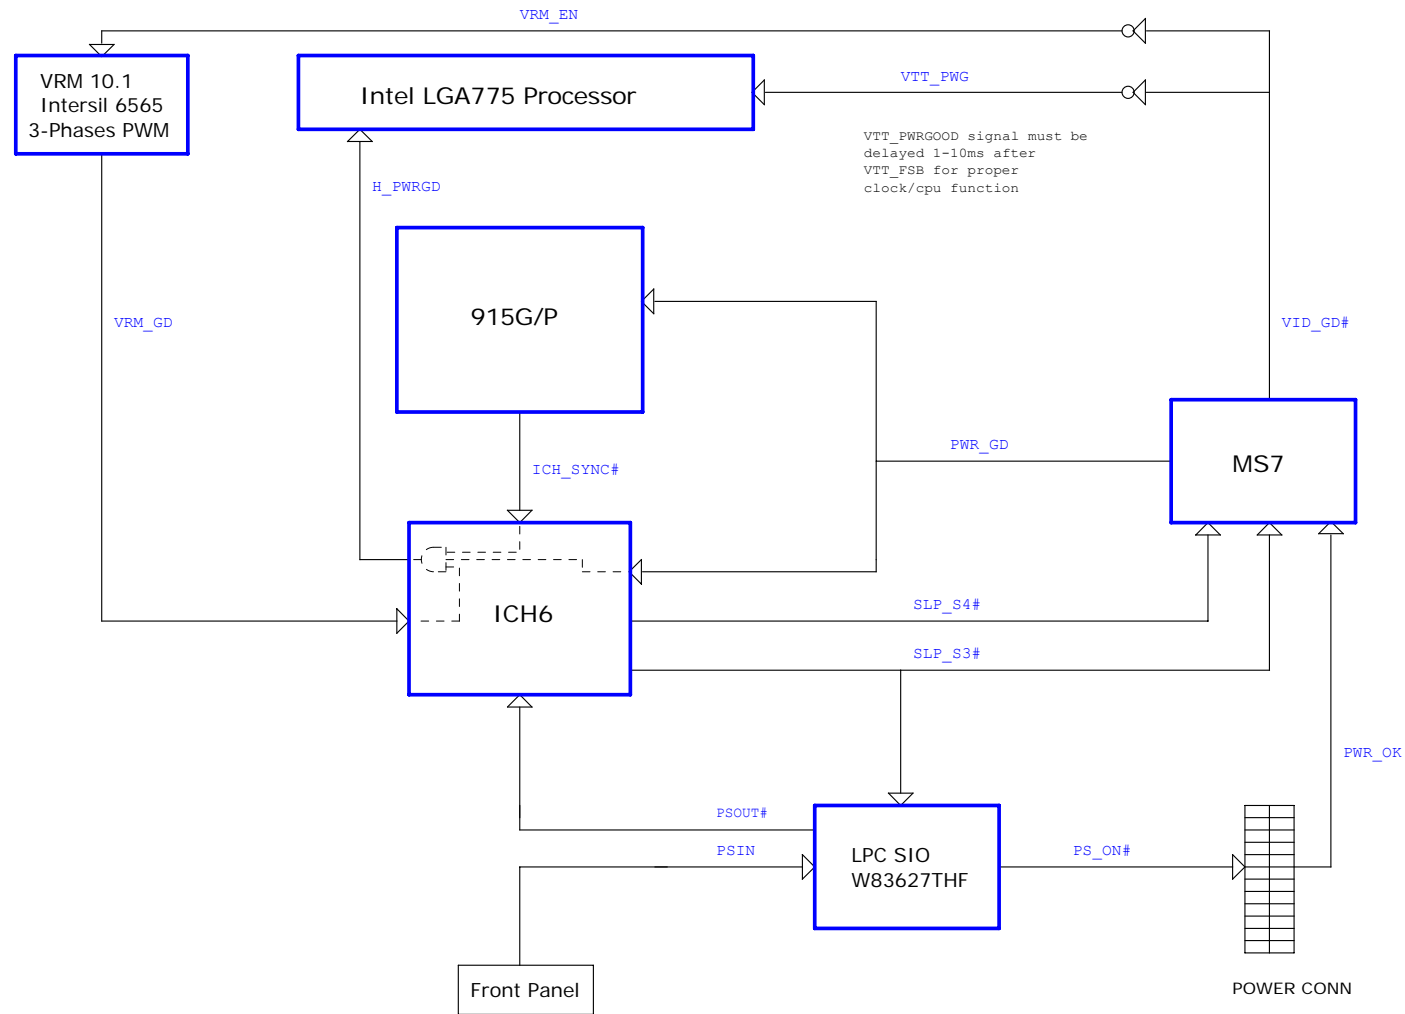 VRM_EN
VRM 10.1
Intersil 6565
3-Phases PWM
Intel LGA775 Processor
VTT_PWG
VTT_PWRGOOD signal must be
delayed 1-10ms after
VTT_FSB for proper
clock/cpu function
H_PWRGD
915G/P
VRM_GD
VID_GD#
PWR_GD
MS7
ICH_SYNC#
ICH6
SLP_S4#
SLP_S3#
PWR_OK
PSOUT#
PSIN
LPC SIO
W83627THF
PS_ON#
Front Panel
POWER CONN